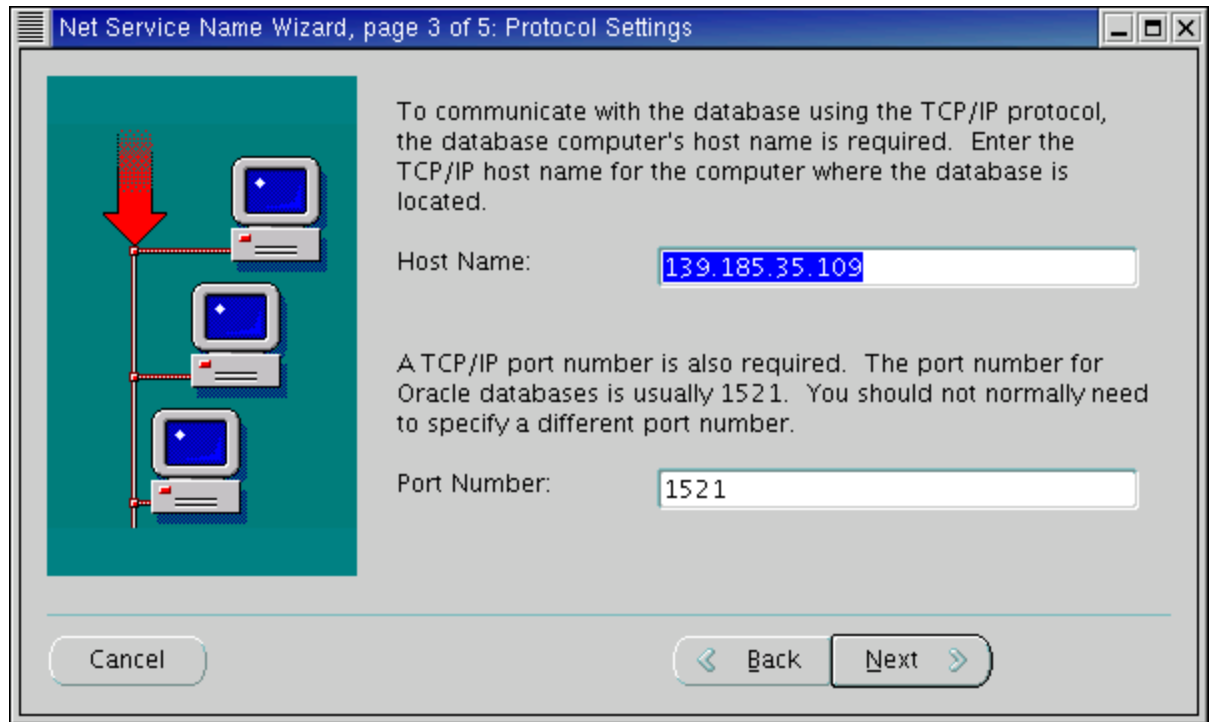 Net Service Name Wizard, page 3 of 5: Protocol Settings
To communicate with the database using the TCP/IP protocol,
the database computer's host name is required. Enter the
TCP/IP host name for the computer where the database is
located.
Host Name:
139.185.35.109
A TCP/IP port number is also required. The port number for
Oracle databases is usually 1521. You should not normally need
to specify a different port number.
Port Number:
1521
Cancel
Back
Next